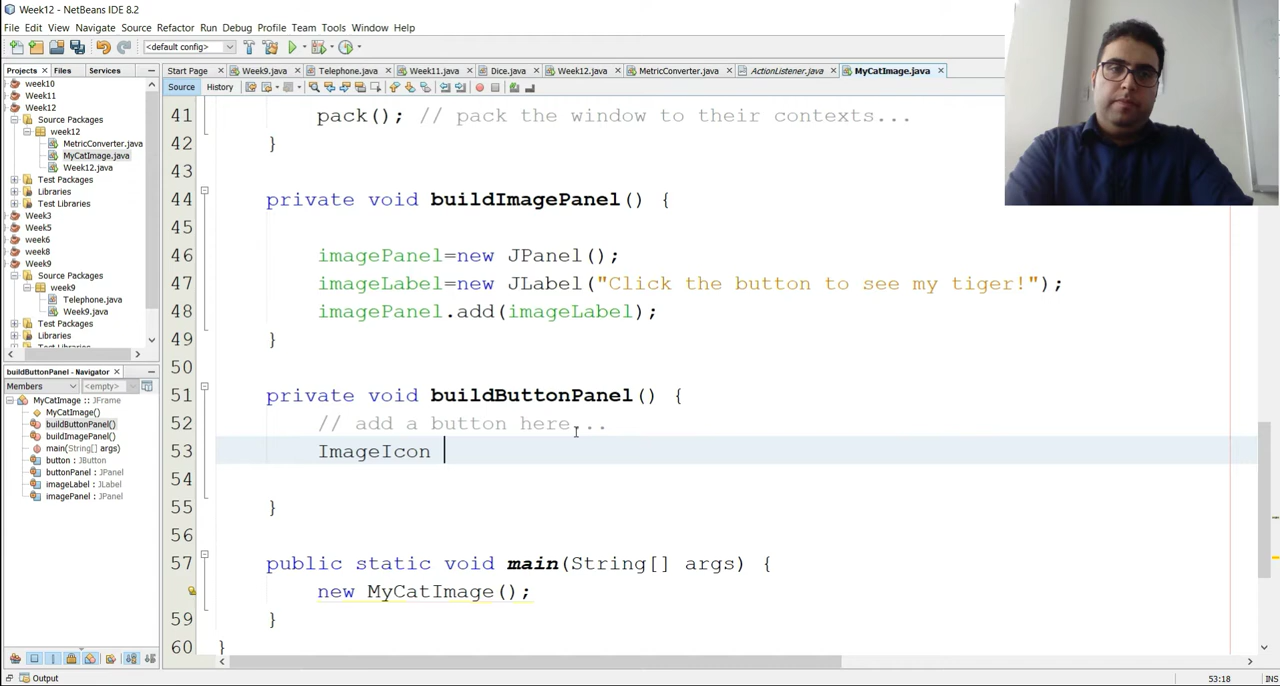 Week12 - NetBeans IDE 8.2
File Edit View Navigate Source Refactor Run Debug Profile Team Tools Window Help
<default config>
Projects Files Services
Start Page Week9.java Telephone.java Week11.java Dice.java Week12.java MetricConverter.java ActionListener.java MyCatImage.java
Source History
week10
Week11
Week12
Source Packages
week12
MetricConverter.java
MyCatImage.java
Week12.java
Test Packages
Libraries
Test Libraries
Week3
Week5
week6
week8
Week9
Source Packages
week9
Telephone.java
Week9.java
Test Packages
Libraries
Test Libraries
buildButtonPanel - Navigator
Members <empty>
MyCatImage :: JFrame
MyCatImage()
buildButtonPanel()
buildImagePanel()
main(String[] args)
button : JButton
buttonPanel : JPanel
imageLabel : JLabel
imagePanel : JPanel
41 pack(); // pack the window to their contexts...
42 }
43
44 private void buildImagePanel() {
45
46 imagePanel=new JPanel();
47 imageLabel=new JLabel("Click the button to see my tiger!");
48 imagePanel.add(imageLabel);
49 }
50
51 private void buildButtonPanel() {
52 // add a button here...
53 ImageIcon
54
55 }
56
57 public static void main(String[] args) {
new MyCatImage();
59 }
60 }
Output
53:18 INS